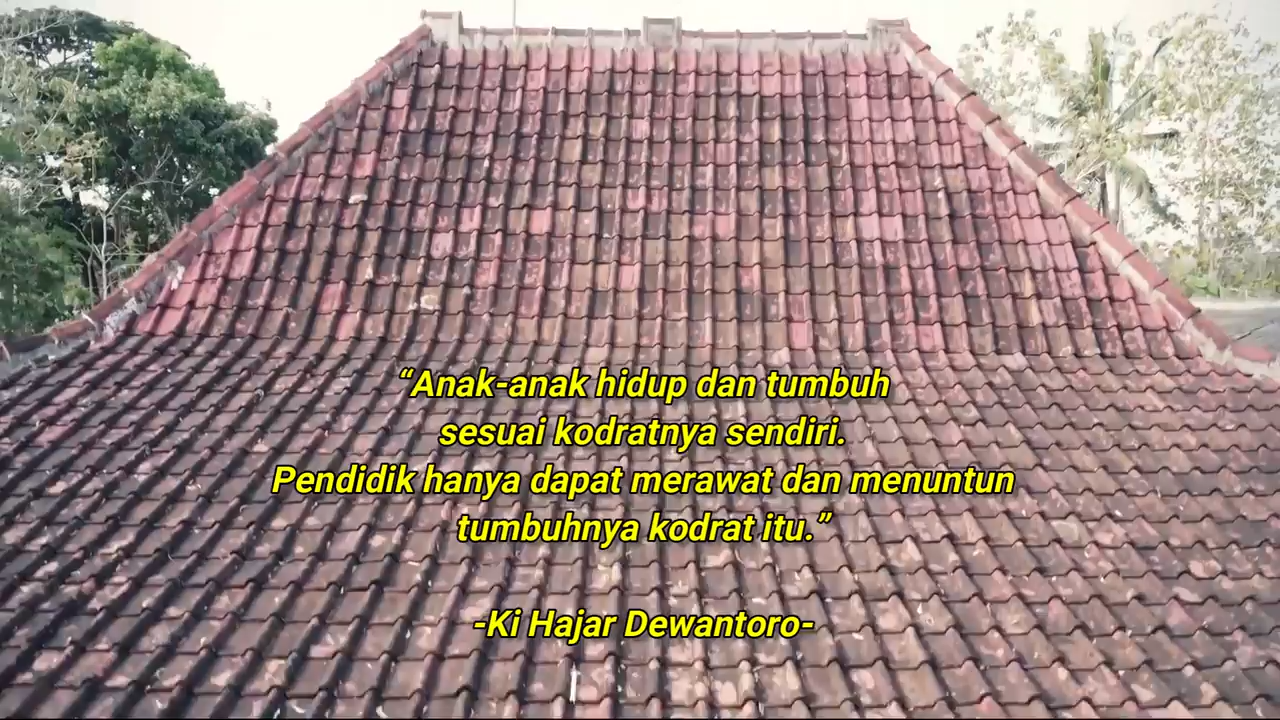 “Anak-anak hidup dan tumbuh
sesuai kodratnya sendiri.
Pendidik hanya dapat merawat dan menuntun
tumbuhnya kodrat itu.”
-Ki Hajar Dewantoro-